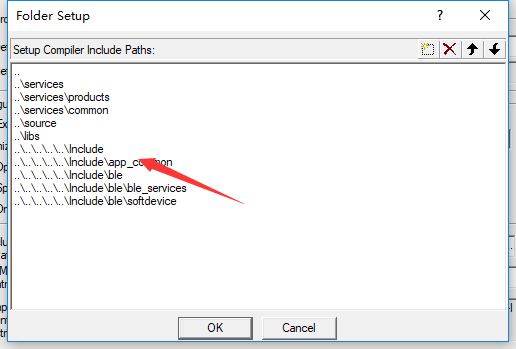 Folder Setup
?
Setup Compiler Include Paths:
..
..\services
..\services\products
..\services\common
..\source
..\libs
..\..\..\..\..\Include
..\..\..\..\..\Include\app_common
..\..\..\..\..\Include\ble
..\..\..\..\..\Include\ble\ble_services
..\..\..\..\..\Include\ble\softdevice
OK
Cancel